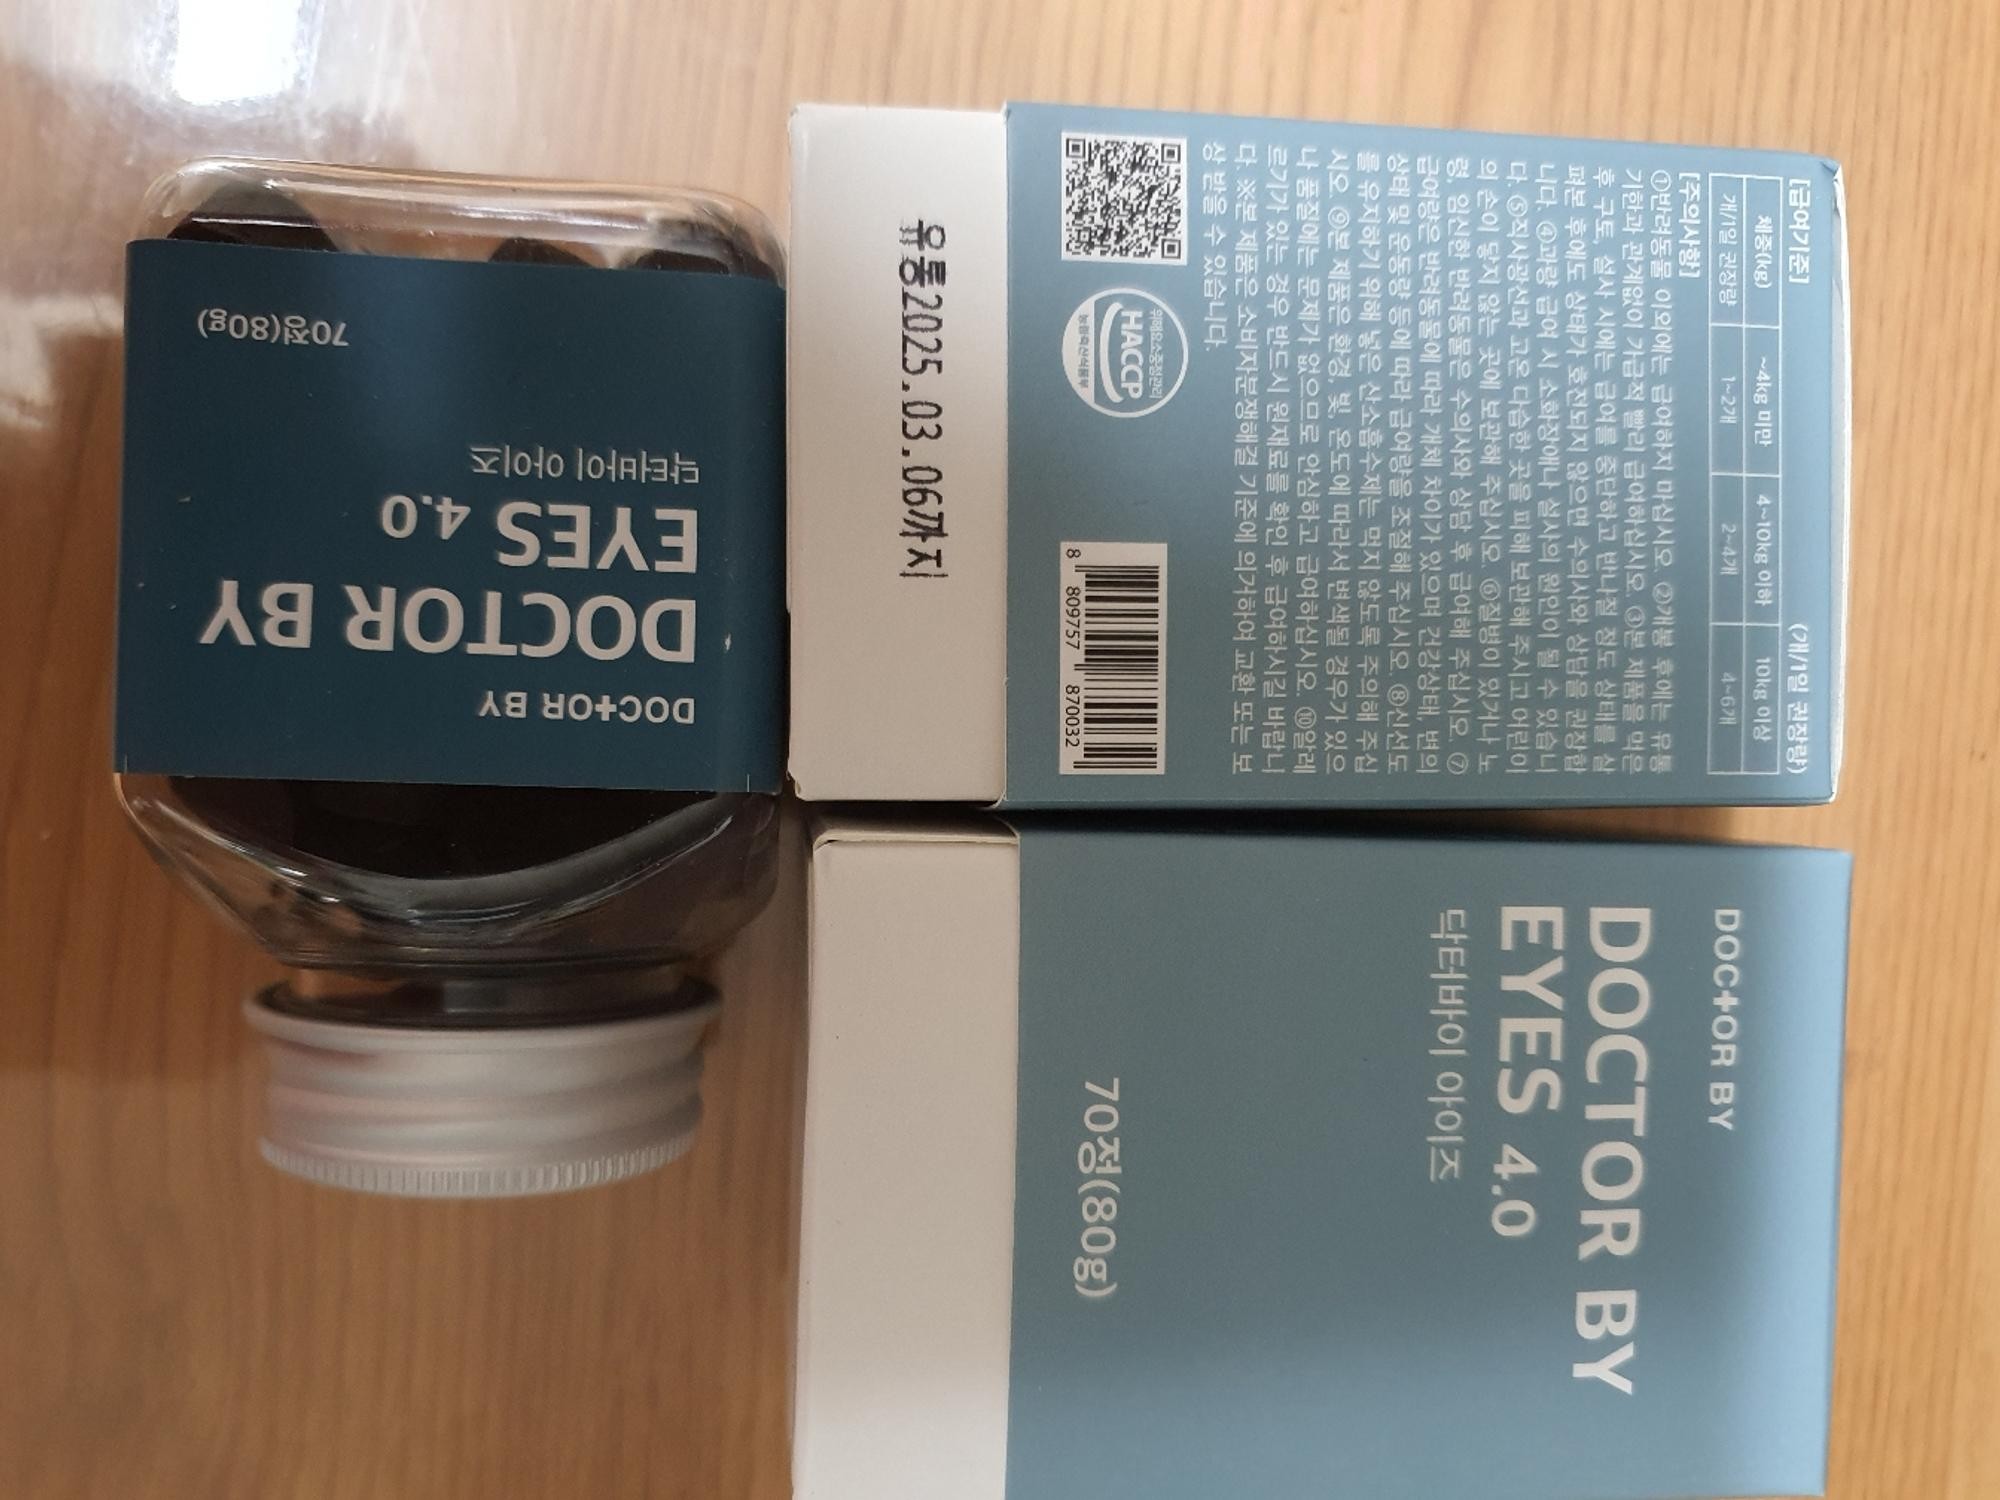 DOCTOR BY
DOCTOR BY
EYES 4.0
닥터바이 아이즈
70정(80g)
[급여기준]
(개/1일 권장량)
체중(kg) ~4kg 미만 4~10kg 이하 10kg 이상
개/1일 권장량 1~2개 2~4개 4~6개
[주의사항]
①반려동물 이외에는 급여하지 마십시오. ②개봉 후에는 유통
기한과 관계없이 가급적 빨리 급여하십시오. ③본 제품을 먹은
후 구토, 설사 시에는 급여를 중단하고 반나절 정도 상태를 살
펴본 후에도 상태가 호전되지 않으면 수의사와 상담을 권장합
니다. ④과량 급여 시 소화장애나 설사의 원인이 될 수 있습니
다. ⑤직사광선과 고온 다습한 곳을 피해 보관해 주시고 어린이
의 손이 닿지 않는 곳에 보관해 주십시오. ⑥질병이 있거나 노
령, 임신한 반려동물은 수의사와 상담 후 급여해 주십시오. ⑦
급여량은 반려동물에 따라 개체 차이가 있으며 건강상태, 변의
상태 및 운동량 등에 따라 급여량을 조절해 주십시오. ⑧신선도
를 유지하기 위해 넣은 산소흡수제는 먹지 않도록 주의해 주십
시오. ⑨본 제품은 환경, 빛, 온도에 따라서 변색될 경우가 있으
나 품질에는 문제가 없으므로 안심하고 급여하십시오. ⑩알레
르기가 있는 경우 반드시 원재료를 확인 후 급여하시길 바랍니
다. ※본 제품은 소비자분쟁해결 기준에 의거하여 교환 또는 보
상 받을 수 있습니다.
위해요소중점관리
HACCP
농림축산식품부
8 809757 870032
유통2025.03.06까지
DOCTOR BY
DOCTOR BY
EYES 4.0
닥터바이 아이즈
70정(80g)